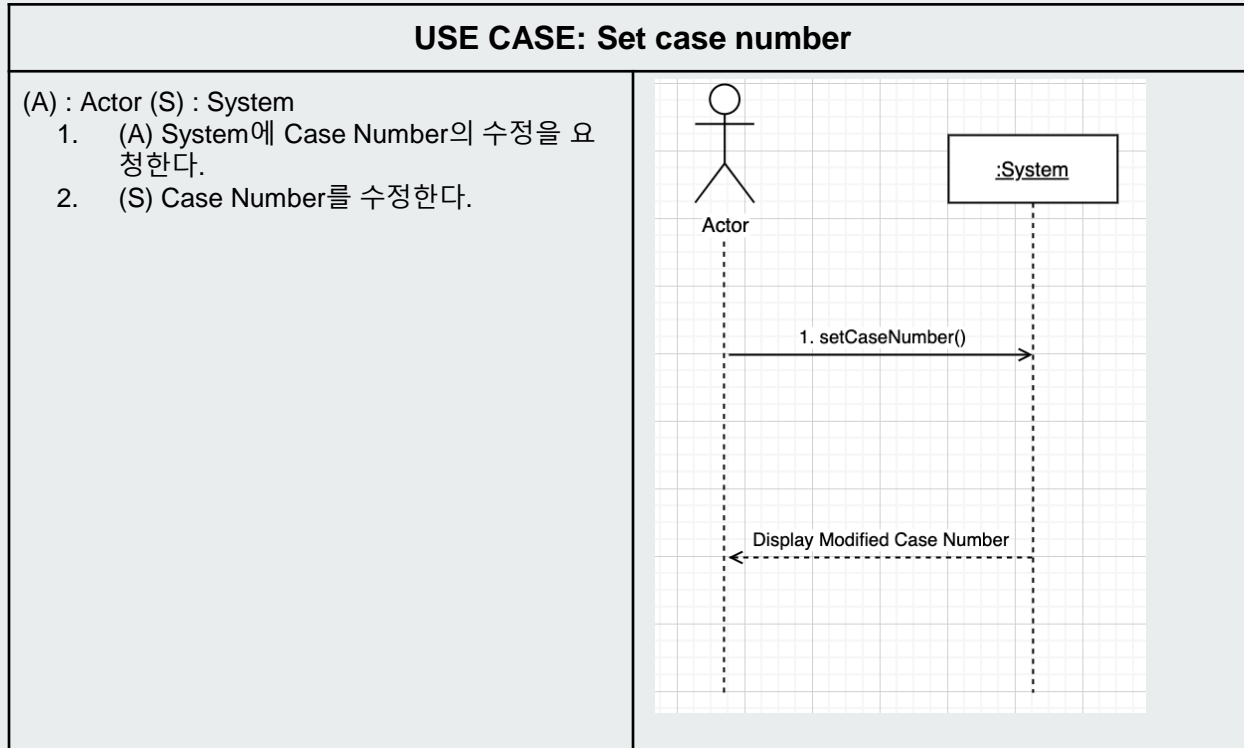 USE CASE: Set case number
(A) : Actor (S) : System
1. (A) System에 Case Number의 수정을 요
청한다.
2. (S) Case Number를 수정한다.
:System
Actor
1. setCaseNumber()
Display Modified Case Number